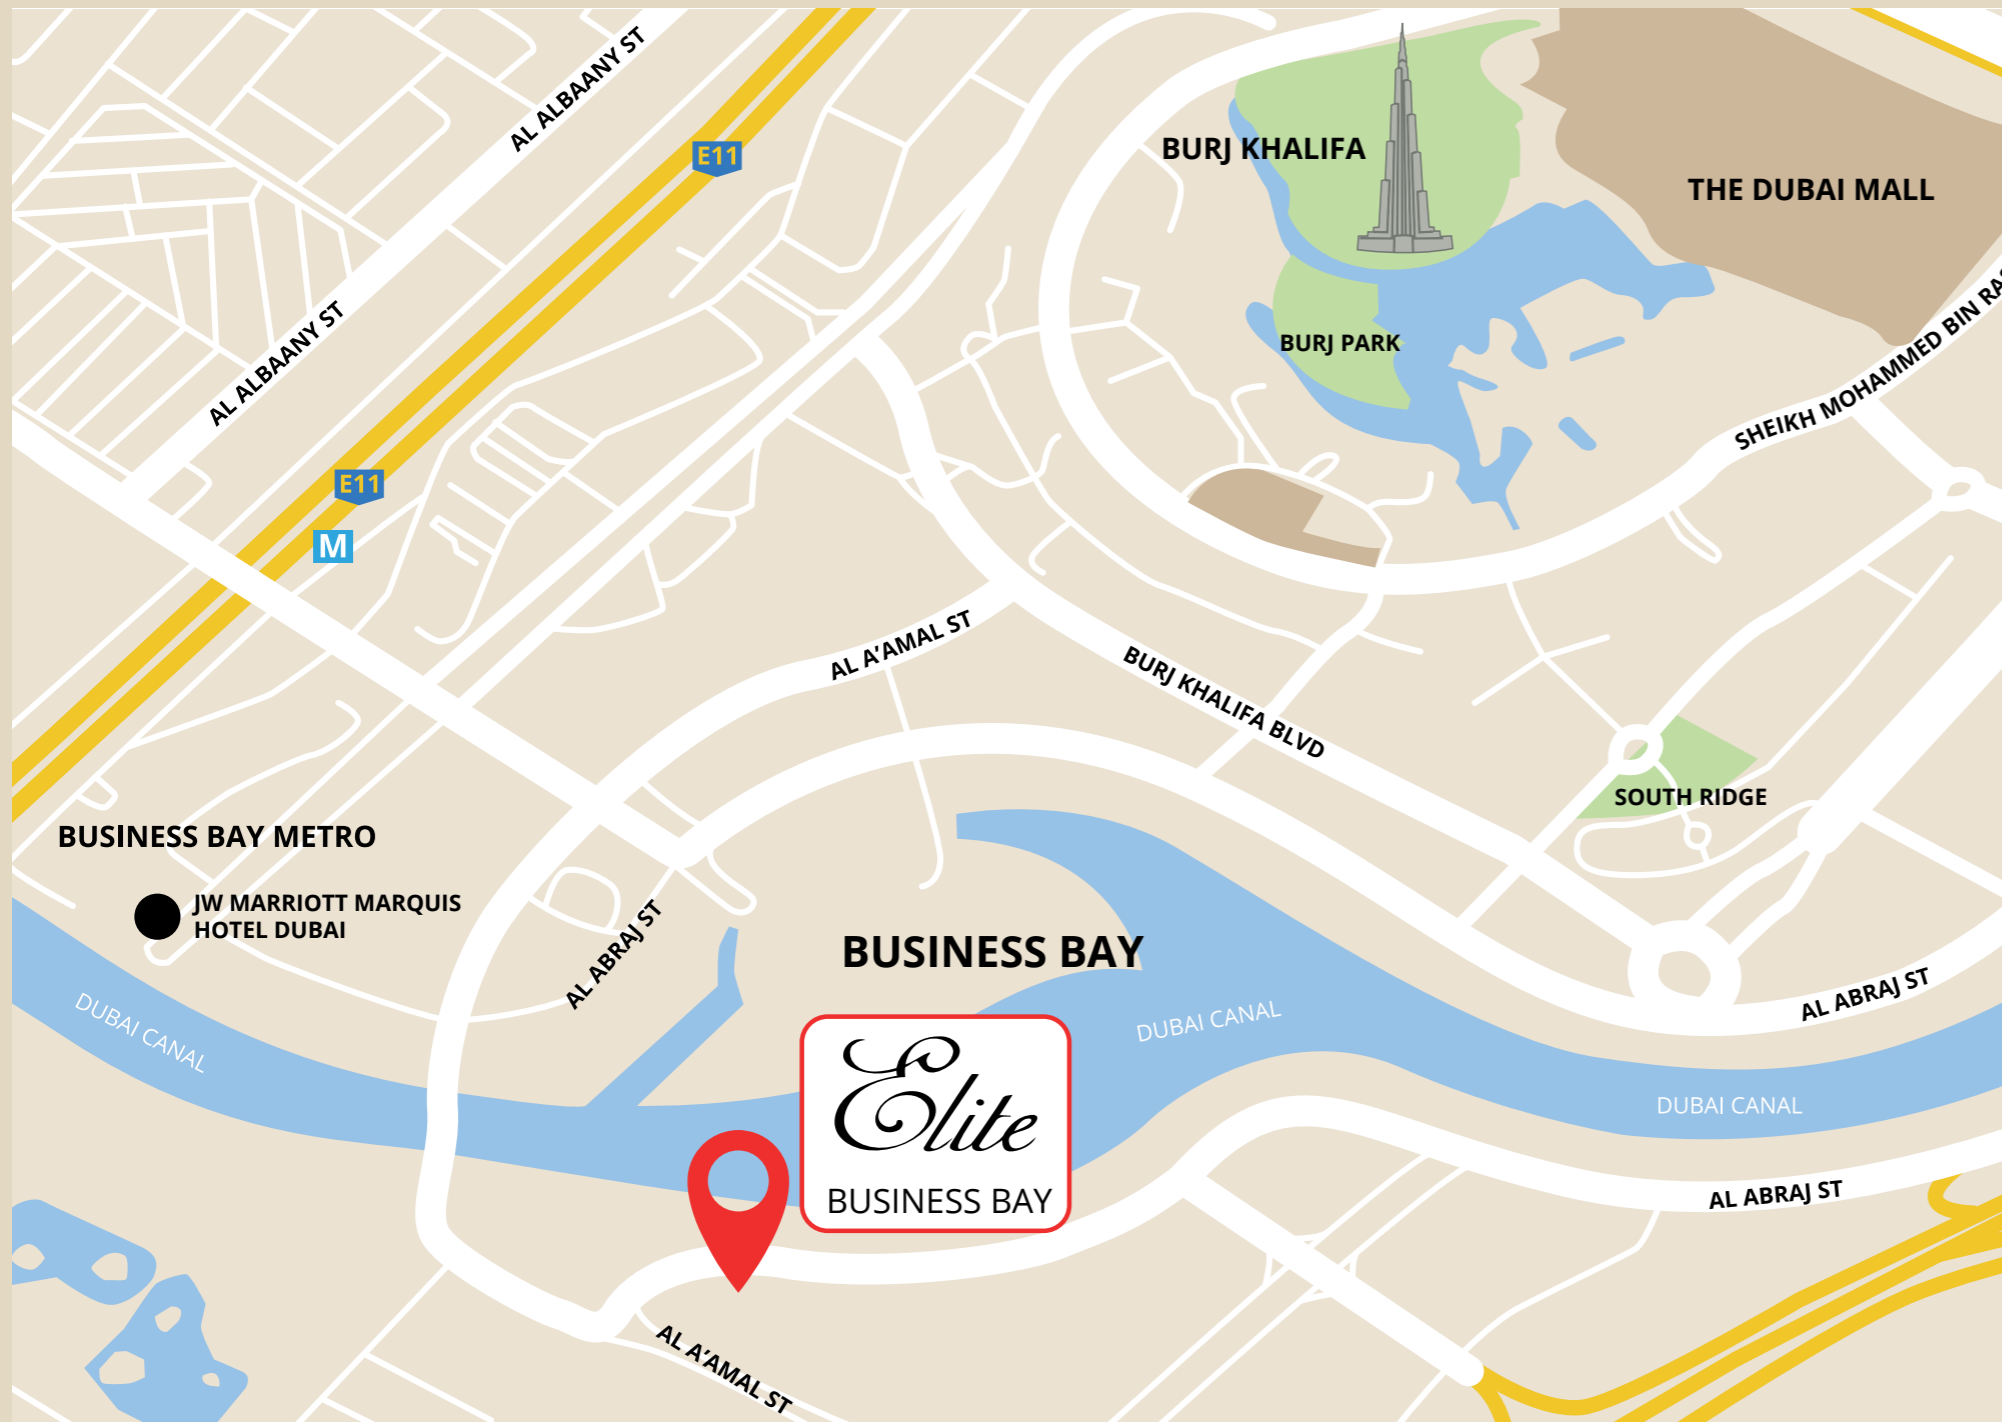 AL ALBAANY ST
E11
BURJ KHALIFA
THE DUBAI MALL
AL ALBAANY ST
BURJ PARK
SHEIKH MOHAMMED BIN
E11
M
AL A'AMAL ST
BURJ KHALIFA BLVD
SOUTH RIDGE
BUSINESS BAY METRO
JW MARRIOTT MARQUIS
HOTEL DUBAI
AL ABRAJ ST
BUSINESS BAY
AL ABRAJ ST
DUBAI CANAL
DUBAI CANAL
DUBAI CANAL
Elite
BUSINESS BAY
AL ABRAJ ST
AL A'AMAL ST